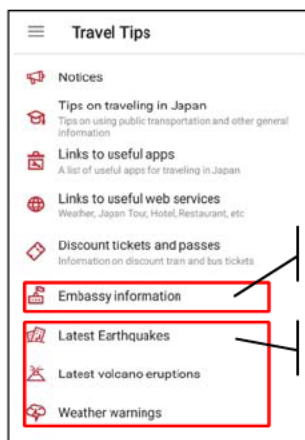 Travel Tips
Notices
Tips on traveling in Japan
Tips on using public transportation and other general
information
Links to useful apps
A list of useful apps for traveling in Japan
Links to useful web services
Weather, Japan Tour, Hotel, Restaurant, etc
Discount tickets and passes
Information on discount tran and bus tickets
Embassy information
Latest Earthquakes
Latest volcano eruptions
Weather warnings